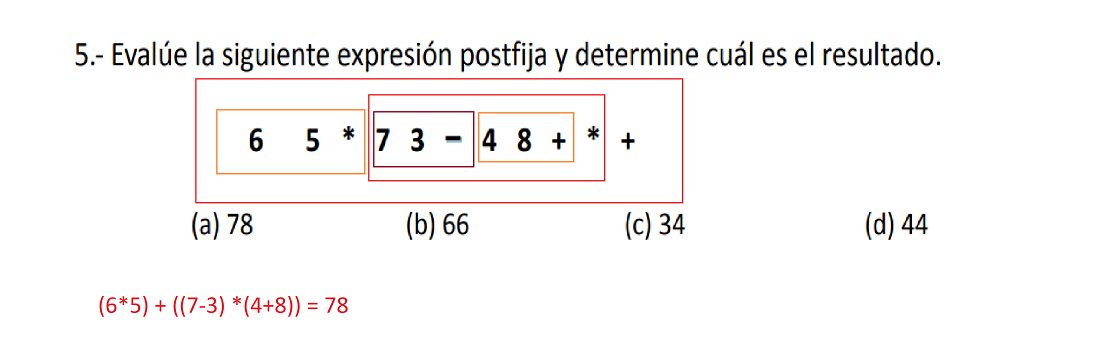 5.- Evalúe la siguiente expresión postfija y determine cuál es el resultado.
6 5 * 7 3 - 4 8 + * +
(a) 78 (b) 66 (c) 34 (d) 44
(6*5) + ((7-3) *(4+8)) = 78